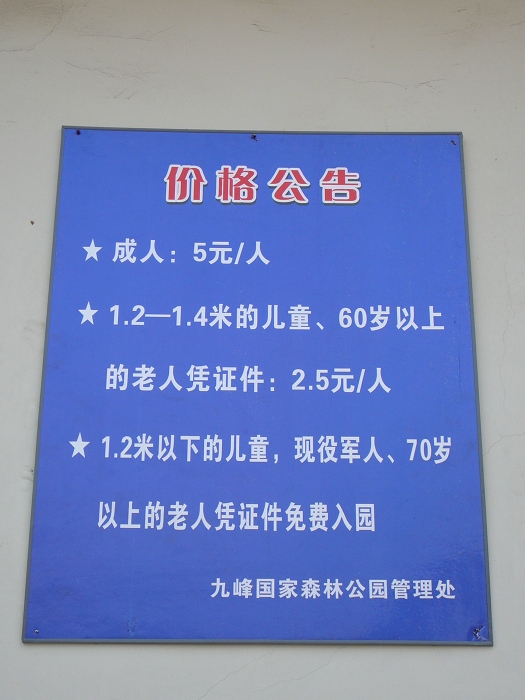 价格公告
★ 成人：5元/人
★ 1.2—1.4米的儿童、60岁以上
的老人凭证件：2.5元/人
★ 1.2米以下的儿童，现役军人、70岁
以上的老人凭证件免费入园
九峰国家森林公园管理处